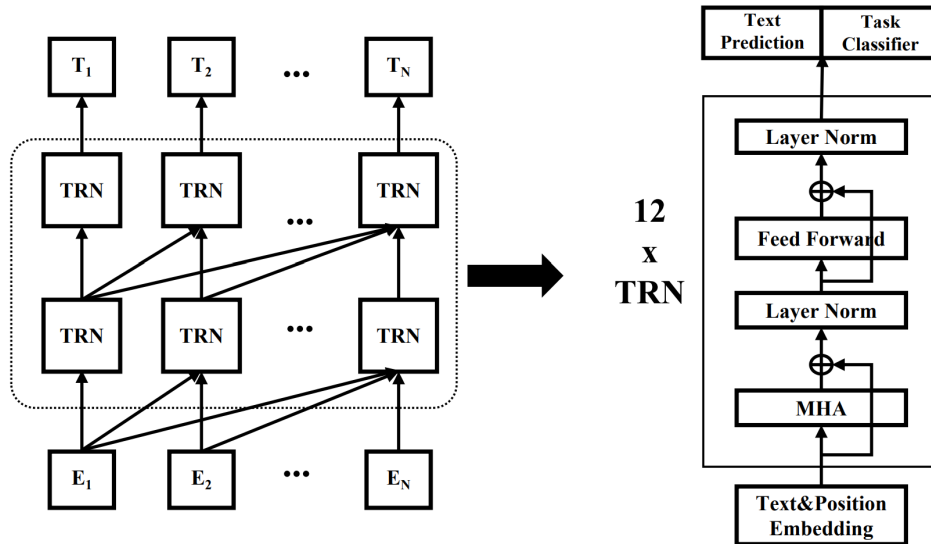 T1
T2
...
TN
TRN
TRN
...
TRN
TRN
TRN
...
TRN
E1
E2
...
EN
12
x
TRN
Text
Prediction
Task
Classifier
Layer Norm
Feed Forward
Layer Norm
MHA
Text&Position
Embedding